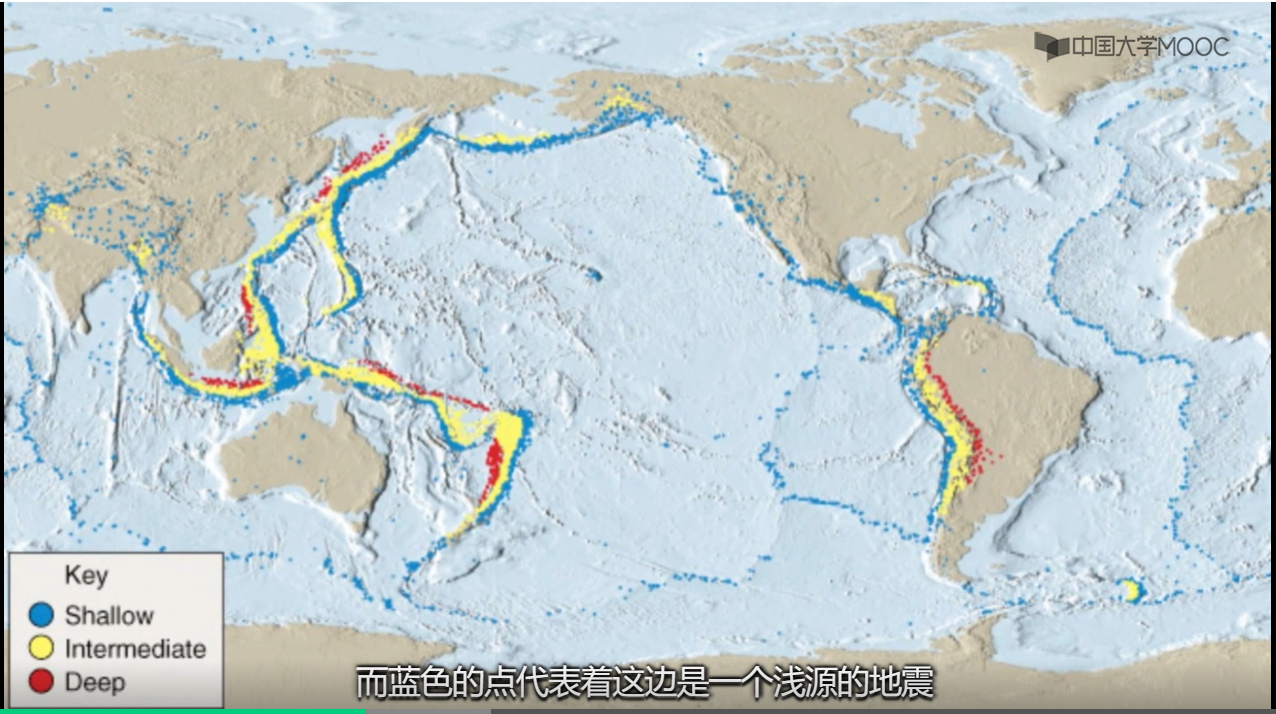 中国大学MOOC
Key
Shallow
Intermediate
Deep
而蓝色的点代表着这边是一个浅源的地震